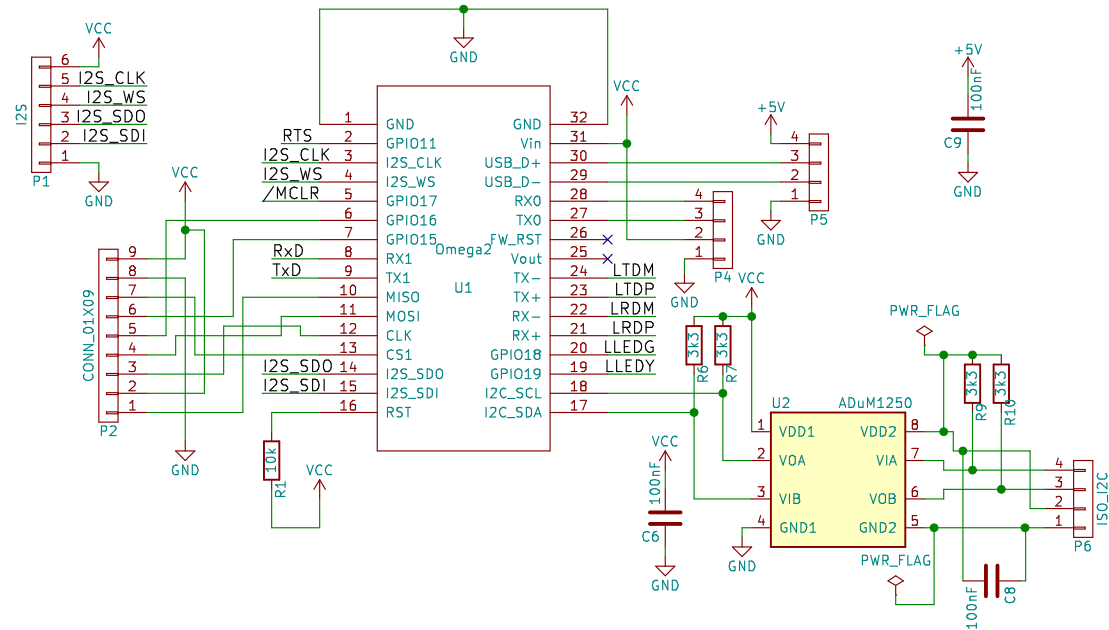 VCC
6
5 I2S_CLK
4 I2S_WS
3 I2S_SDO
2 I2S_SDI
1
I2S
P1
GND
VCC
9
8
7
6
5
4
3
2
1
CONN_01X09
P2
GND
GND
1 GND
RTS 2 GPIO11
I2S_CLK 3 I2S_CLK
I2S_WS 4 I2S_WS
/MCLR 5 GPIO17
6 GPIO16
7 GPIO15
RxD 8 RX1
TxD 9 TX1
10 MISO
11 MOSI
12 CLK
13 CS1
I2S_SDO 14 I2S_SDO
I2S_SDI 15 I2S_SDI
16 RST
Omega2
U1
GND 32
Vin 31
USB_D+ 30
USB_D- 29
RX0 28
TX0 27
FW_RST 26
Vout 25
TX- 24 LTDM
TX+ 23 LTDP
RX- 22 LRDM
RX+ 21 LRDP
GPIO18 20 LLEDG
GPIO19 19 LLEDY
I2C_SCL 18
I2C_SDA 17
10k
R1
VCC
VCC
+5V
4
3
2
1
P5
GND
4
3
2
1
P4
GND
VCC
3k3
R6
3k3
R7
VCC
100nF
C6
GND
+5V
100nF
C9
GND
PWR_FLAG
3k3
R9
3k3
R10
U2
ADuM1250
1 VDD1 VDD2 8
2 VOA VIA 7
3 VIB VOB 6
4 GND1 GND2 5
GND
PWR_FLAG
100nF
C8
4
3
2
1
ISO_I2C
P6